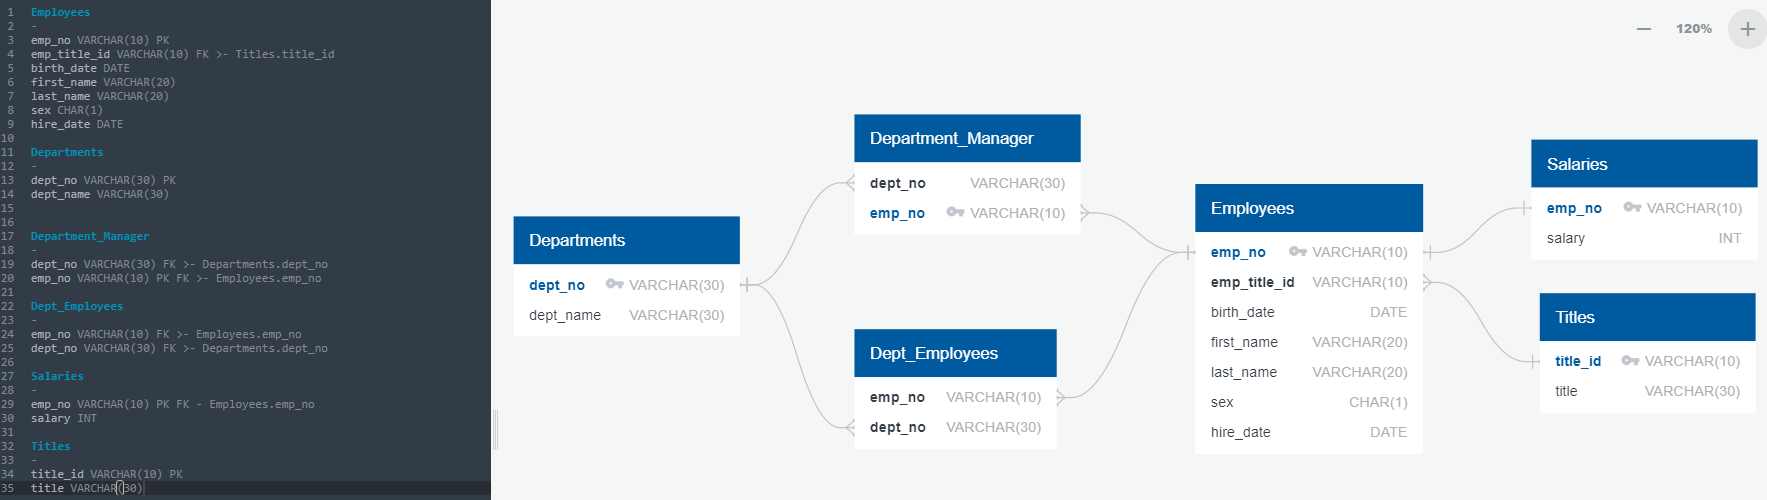 1 Employees
2 -
3 emp_no VARCHAR(10) PK
4 emp_title_id VARCHAR(10) FK >- Titles.title_id
5 birth_date DATE
6 first_name VARCHAR(20)
7 last_name VARCHAR(20)
8 sex CHAR(1)
9 hire_date DATE
10
11 Departments
12 -
13 dept_no VARCHAR(30) PK
14 dept_name VARCHAR(30)
15
16
17 Department_Manager
18 -
19 dept_no VARCHAR(30) FK >- Departments.dept_no
20 emp_no VARCHAR(10) PK FK >- Employees.emp_no
21
22 Dept_Employees
23 -
24 emp_no VARCHAR(10) FK >- Employees.emp_no
25 dept_no VARCHAR(30) FK >- Departments.dept_no
26
27 Salaries
28 -
29 emp_no VARCHAR(10) PK FK - Employees.emp_no
30 salary INT
31
32 Titles
33 -
34 title_id VARCHAR(10) PK
35 title VARCHAR(30)
120%
Departments
dept_no VARCHAR(30)
dept_name VARCHAR(30)
Department_Manager
dept_no VARCHAR(30)
emp_no VARCHAR(10)
Dept_Employees
emp_no VARCHAR(10)
dept_no VARCHAR(30)
Employees
emp_no VARCHAR(10)
emp_title_id VARCHAR(10)
birth_date DATE
first_name VARCHAR(20)
last_name VARCHAR(20)
sex CHAR(1)
hire_date DATE
Salaries
emp_no VARCHAR(10)
salary INT
Titles
title_id VARCHAR(10)
title VARCHAR(30)